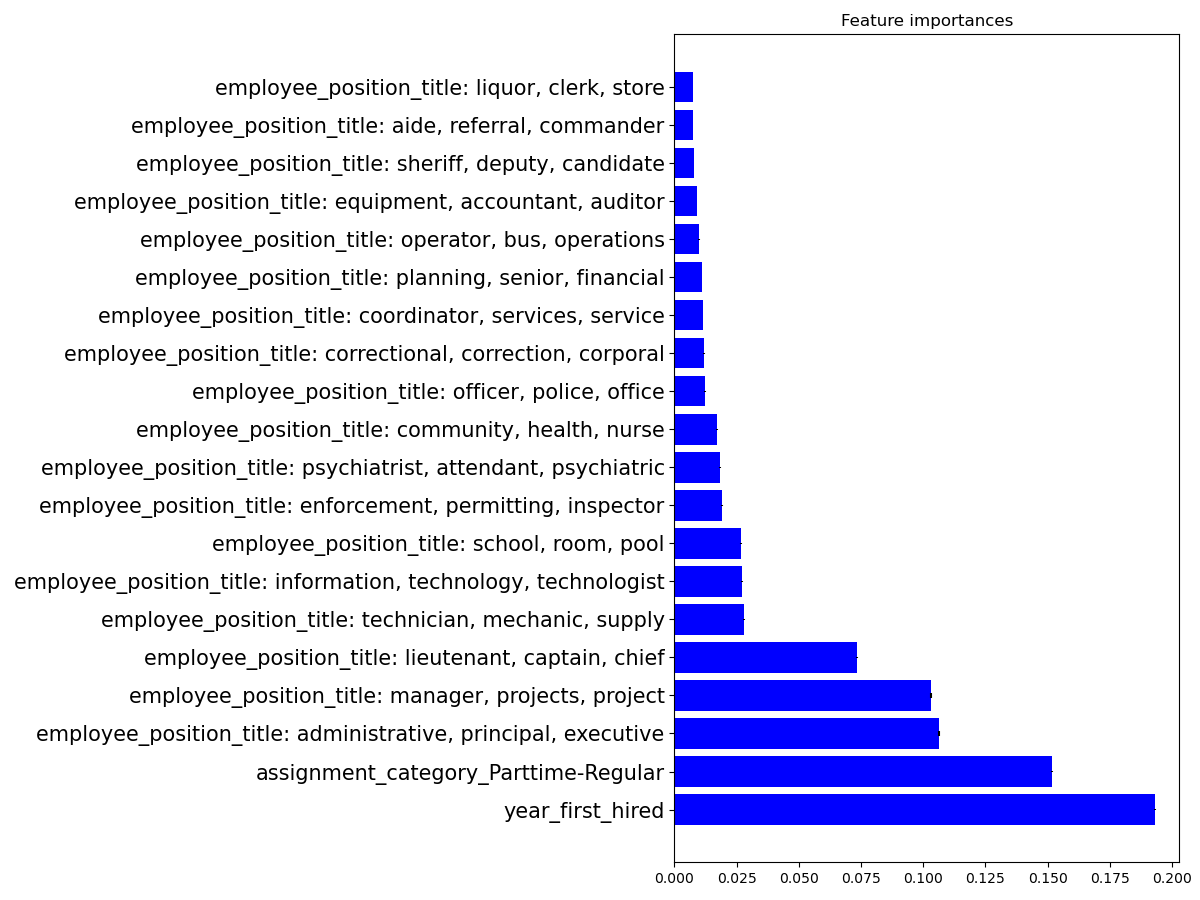 Feature importances
employee_position_title: liquor, clerk, store
employee_position_title: aide, referral, commander
employee_position_title: sheriff, deputy, candidate
employee_position_title: equipment, accountant, auditor
employee_position_title: operator, bus, operations
employee_position_title: planning, senior, financial
employee_position_title: coordinator, services, service
employee_position_title: correctional, correction, corporal
employee_position_title: officer, police, office
employee_position_title: community, health, nurse
employee_position_title: psychiatrist, attendant, psychiatric
employee_position_title: enforcement, permitting, inspector
employee_position_title: school, room, pool
employee_position_title: information, technology, technologist
employee_position_title: technician, mechanic, supply
employee_position_title: lieutenant, captain, chief
employee_position_title: manager, projects, project
employee_position_title: administrative, principal, executive
assignment_category_Parttime-Regular
year_first_hired
0.000 0.025 0.050 0.075 0.100 0.125 0.150 0.175 0.200